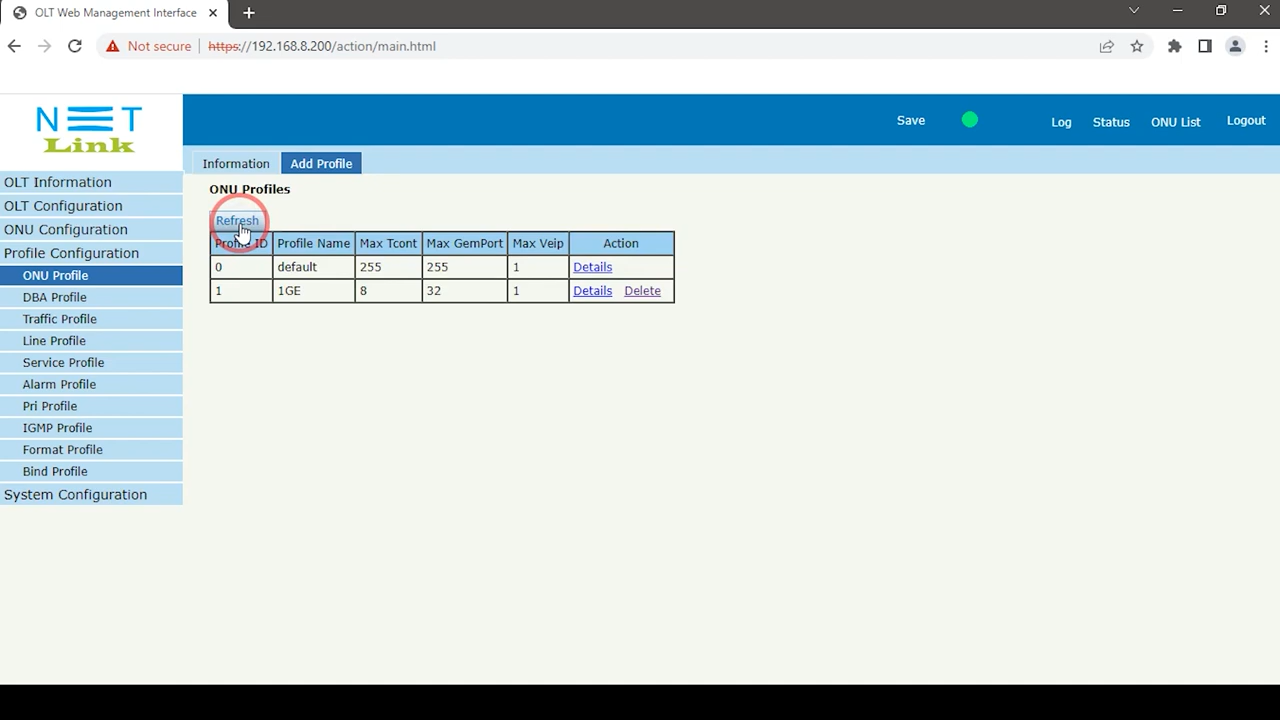 OLT Web Management Interface
Not secure https://192.168.8.200/action/main.html
NET
Link
Save
Log
Status
ONU List
Logout
Information
Add Profile
OLT Information
OLT Configuration
ONU Configuration
Profile Configuration
ONU Profile
DBA Profile
Traffic Profile
Line Profile
Service Profile
Alarm Profile
Pri Profile
IGMP Profile
Format Profile
Bind Profile
System Configuration
ONU Profiles
Refresh
Profile ID Profile Name Max Tcont Max GemPort Max Veip Action
0 default 255 255 1 Details
1 1GE 8 32 1 Details Delete